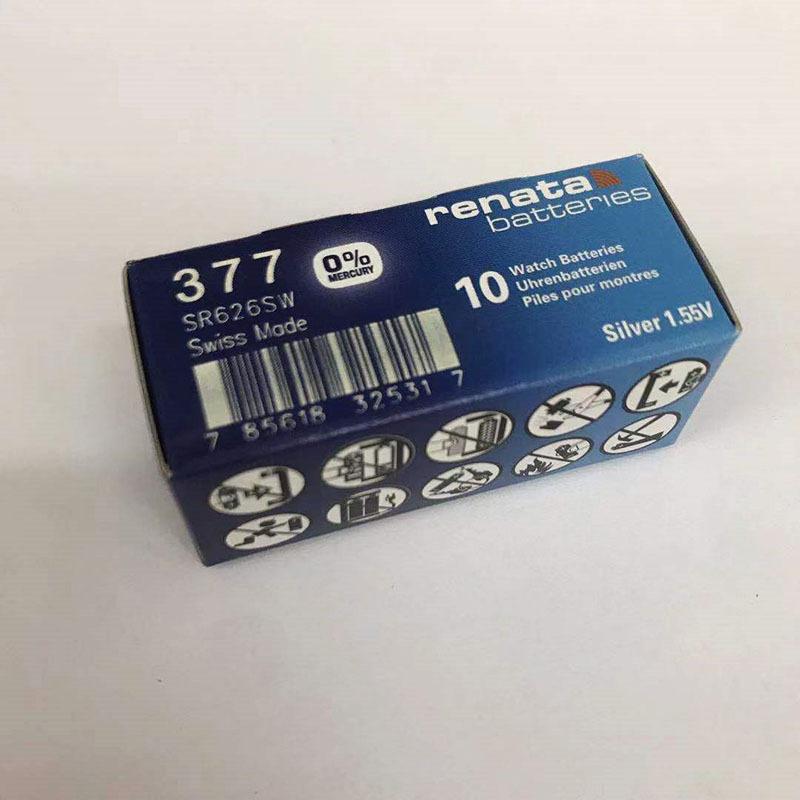 renata
batteries
377
0%
MERCURY
SR626SW
Swiss Made
10
Watch Batteries
Uhrenbatterien
Piles pour montres
Silver 1.55V
7 85618 32531 7